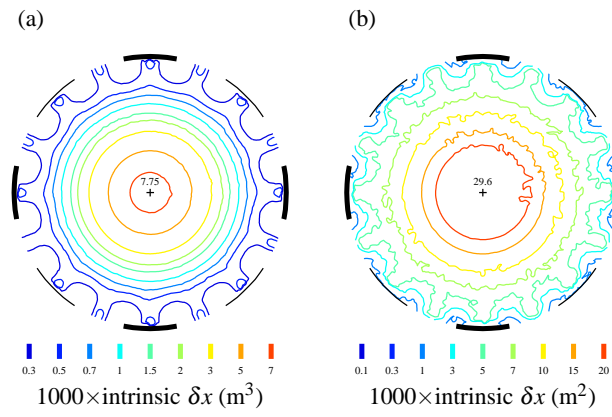 (a) (b)
7.75 29.6
0.3 0.5 0.7 1 1.5 2 3 5 7 0.1 0.3 1 3 5 7 10 15 20
1000×intrinsic δx (m³) 1000×intrinsic δx (m²)